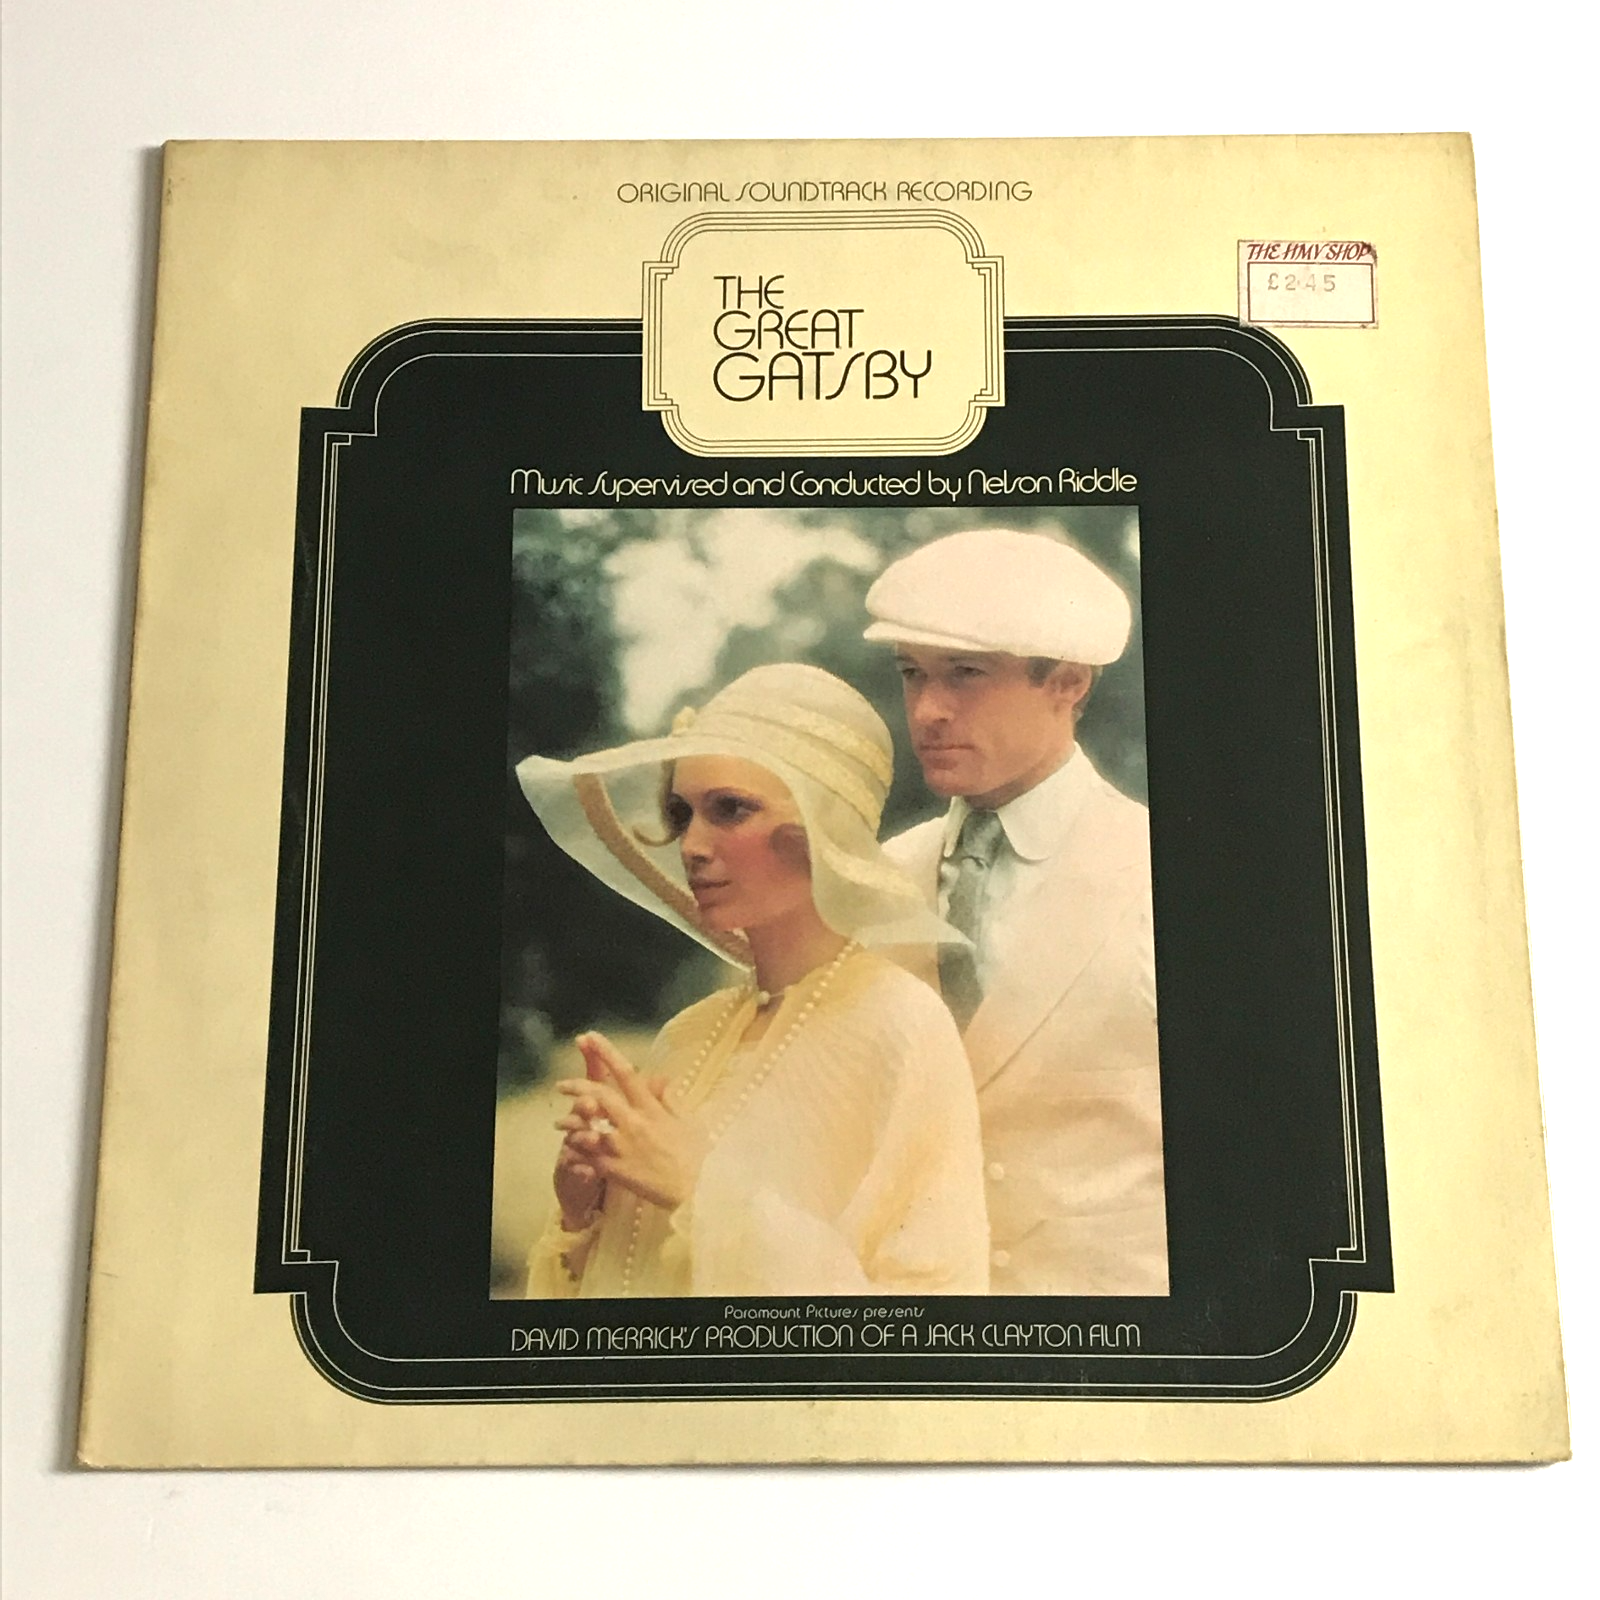 ORIGINAL SOUNDTRACK RECORDING
THE HMV SHOP
£2.45
THE
GREAT
GATSBY
Music Supervised and Conducted by Nelson Riddle
Paramount Pictures presents
DAVID MERRICK'S PRODUCTION OF A JACK CLAYTON FILM